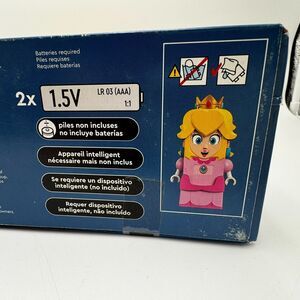 Batteries required
Piles requises
Requiere baterías
2x 1.5V LR 03 (AAA)
1:1
piles non incluses
no incluye baterías
Appareil intelligent
nécessaire mais non inclus
Se requiere un dispositivo
inteligente (no incluido)
Requer dispositivo
inteligente, não incluído